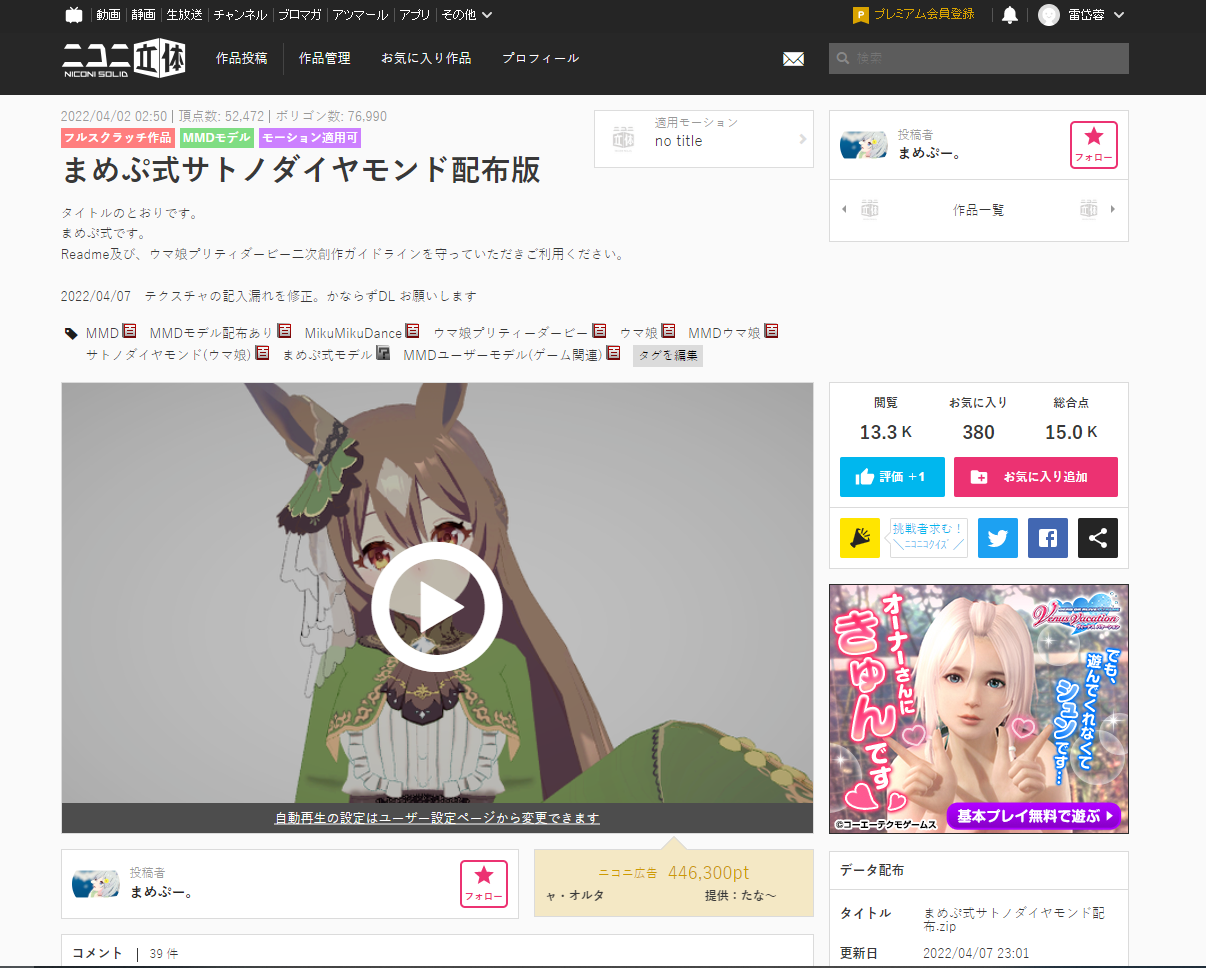 動画 静画 生放送 チャンネル ブロマガ アツマール アプリ その他
プレミアム会員登録
雷岱蓉
ニコニ立体
NICONI SOLID
作品投稿 作品管理 お気に入り作品 プロフィール
検索
2022/04/02 02:50 | 頂点数: 52,472 | ポリゴン数: 76,990
フルスクラッチ作品 MMDモデル モーション適用可
まめぷ式サトノダイヤモンド配布版
適用モーション
no title
タイトルのとおりです。
まめぷ式です。
Readme及び、ウマ娘プリティダービー二次創作ガイドラインを守っていただきご利用ください。
2022/04/07　テクスチャの記入漏れを修正。かならずDL お願いします
MMD MMDモデル配布あり MikuMikuDance ウマ娘プリティーダービー ウマ娘 MMDウマ娘
サトノダイヤモンド(ウマ娘) まめぷ式モデル MMDユーザーモデル(ゲーム関連) タグを編集
投稿者
まめぷー。
フォロー
作品一覧
自動再生の設定はユーザー設定ページから変更できます
閲覧 お気に入り 総合点
13.3 K 380 15.0 K
評価 +1 お気に入り追加
挑戦者求む！
＼ﾆｺﾆｺｸｲｽﾞ／
Venus Vacation
オーナーさんに
きゅんです
でも、
遊んでくれなくて
シュンです…
©コーエーテクモゲームス
基本プレイ無料で遊ぶ
投稿者
まめぷー。
フォロー
ニコニ広告 446,300pt
ャ・オルタ 提供：たな～
コメント | 39 件
データ配布
タイトル まめぷ式サトノダイヤモンド配
布.zip
更新日 2022/04/07 23:01